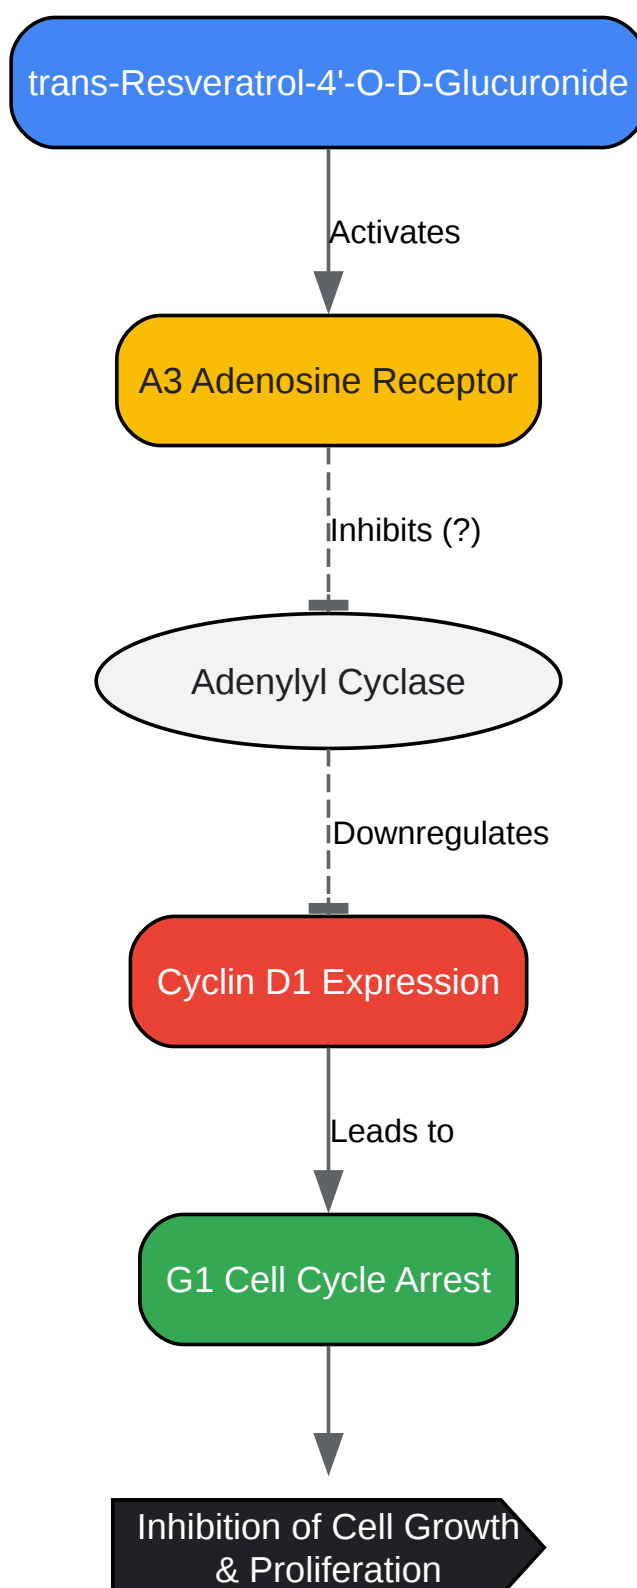 trans-Resveratrol-4'-O-D-Glucuronide
Activates
A3 Adenosine Receptor
Inhibits (?)
Adenylyl Cyclase
Downregulates
Cyclin D1 Expression
Leads to
G1 Cell Cycle Arrest
Inhibition of Cell Growth
& Proliferation